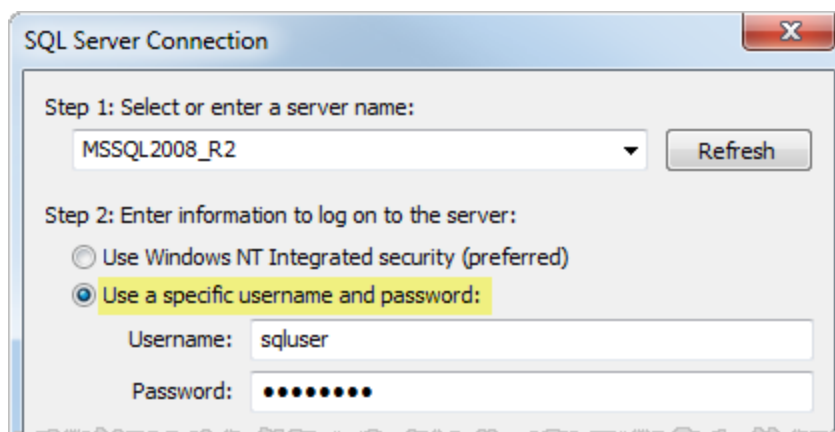 SQL Server Connection
Step 1: Select or enter a server name:
MSSQL2008_R2 Refresh
Step 2: Enter information to log on to the server:
Use Windows NT Integrated security (preferred)
Use a specific username and password:
Username: sqluser
Password: ●●●●●●●●